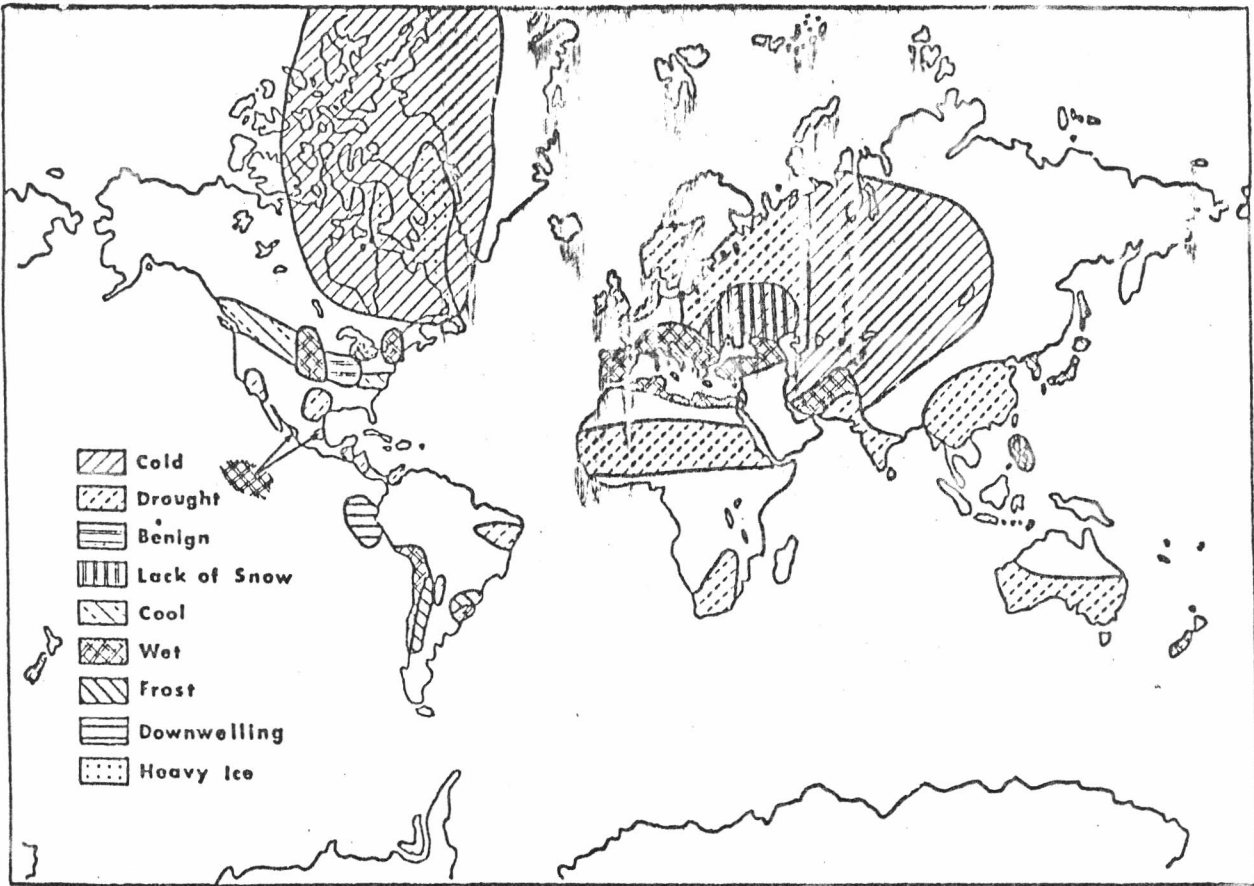 Cold
Drought
Benign
Lack of Snow
Cool
Wet
Frost
Downwelling
Heavy Ice